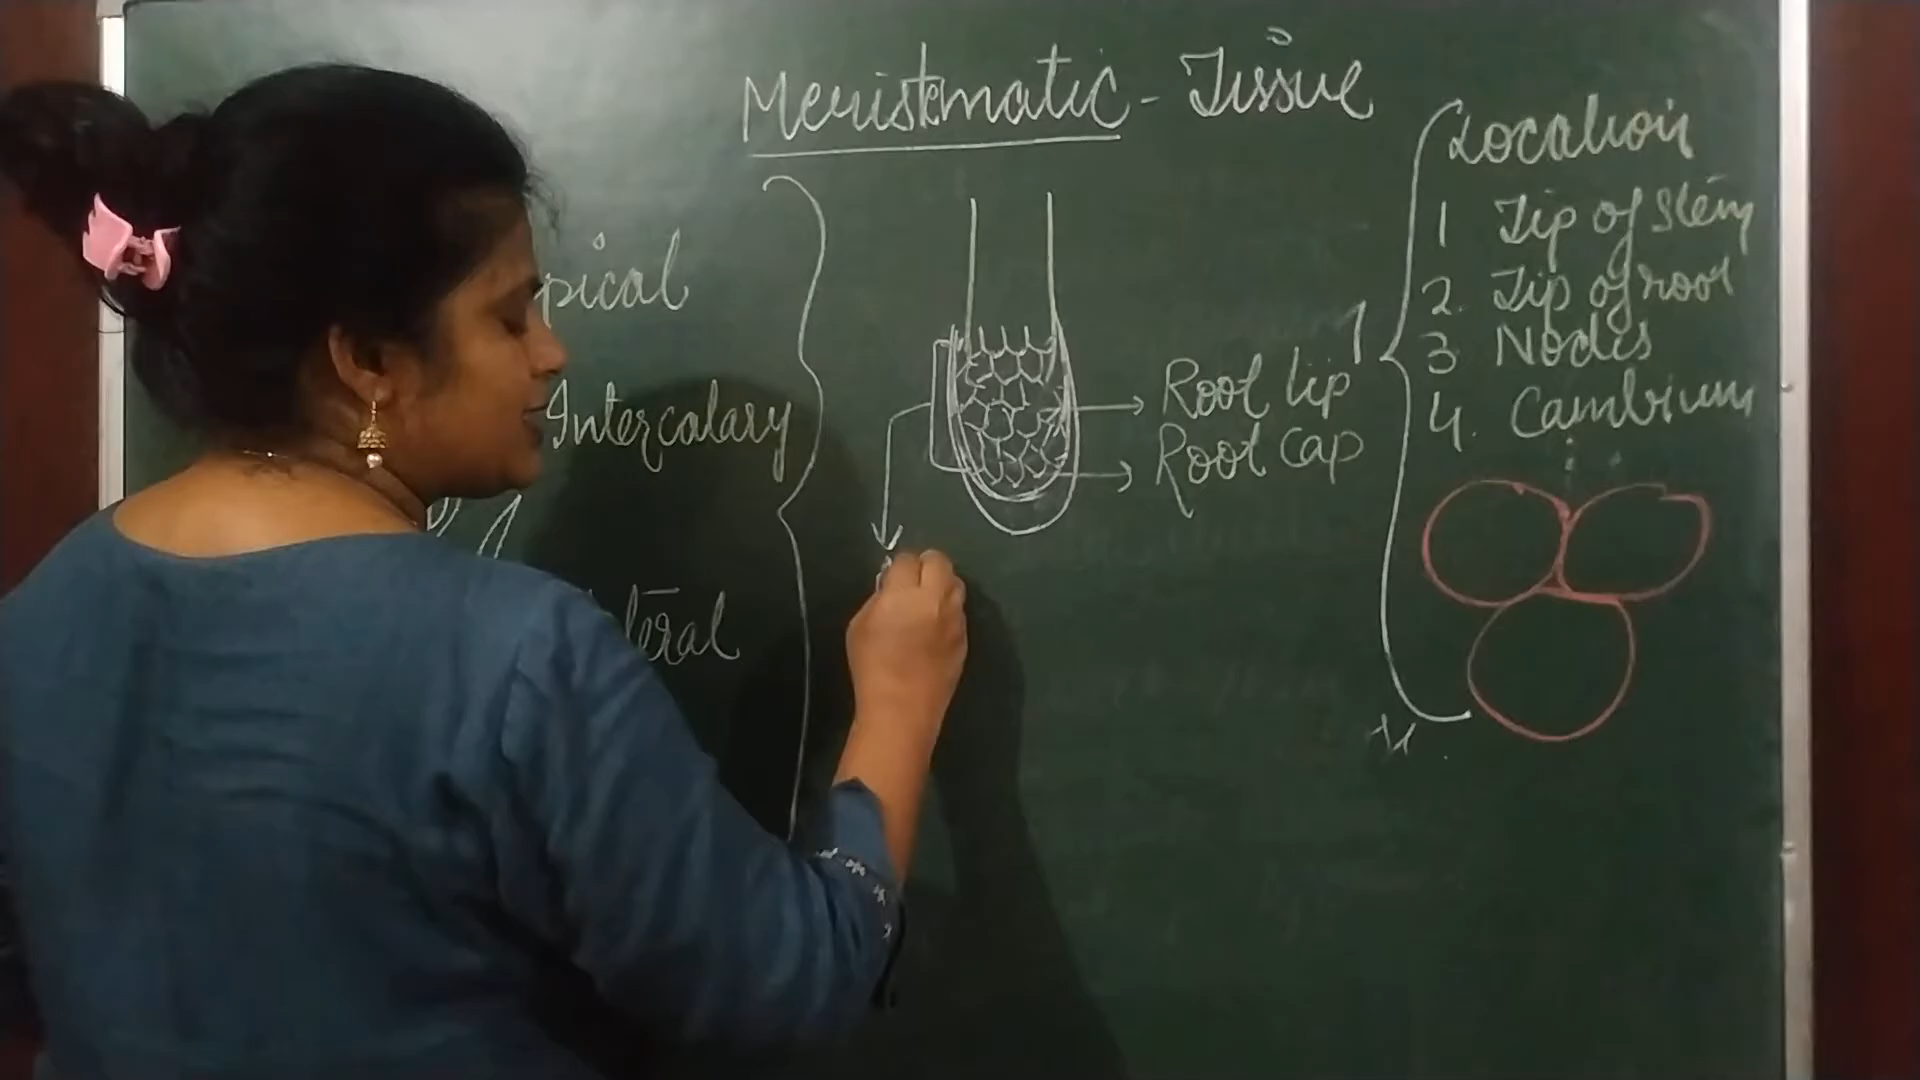 Meristematic - Tissue
pical
Intercalary
teral
Root tip
Root Cap
1
Location
1 Tip of Stem
2. Tip of root
3 Nodes
4. Cambium